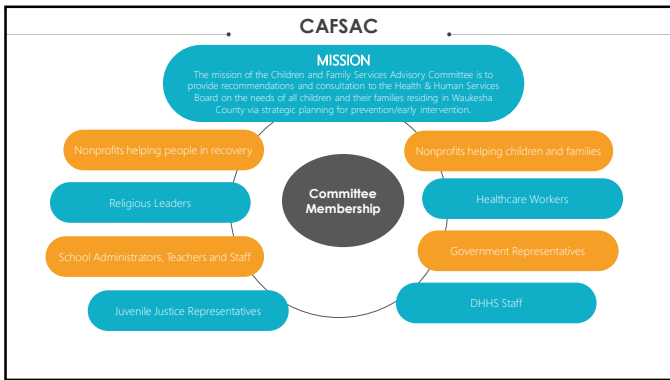 CAFSAC
MISSION
The mission of the Children and Family Services Advisory Committee is to
provide recommendations and consultation to the Health & Human Services
Board on the needs of all children and their families residing in Waukesha
County via strategic planning for prevention/early intervention.
Nonprofits helping people in recovery
Religious Leaders
School Administrators, Teachers and Staff
Juvenile Justice Representatives
Committee
Membership
Nonprofits helping children and families
Healthcare Workers
Government Representatives
DHHS Staff